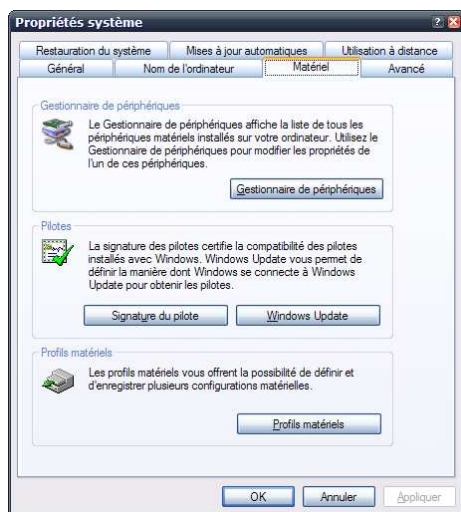 Propriétés système
Restauration du système Mises à jour automatiques Utilisation à distance
Général Nom de l'ordinateur Matériel Avancé
Gestionnaire de périphériques
Le Gestionnaire de périphériques affiche la liste de tous les
périphériques matériels installés sur votre ordinateur. Utilisez le
Gestionnaire de périphériques pour modifier les propriétés de
l'un de ces périphériques.
Gestionnaire de périphériques
Pilotes
La signature des pilotes certifie la compatibilité des pilotes
installés avec Windows. Windows Update vous permet de
définir la manière dont Windows se connecte à Windows
Update pour obtenir les pilotes.
Signature du pilote Windows Update
Profils matériels
Les profils matériels vous offrent la possibilité de définir et
d'enregistrer plusieurs configurations matérielles.
Profils matériels
OK Annuler Appliquer